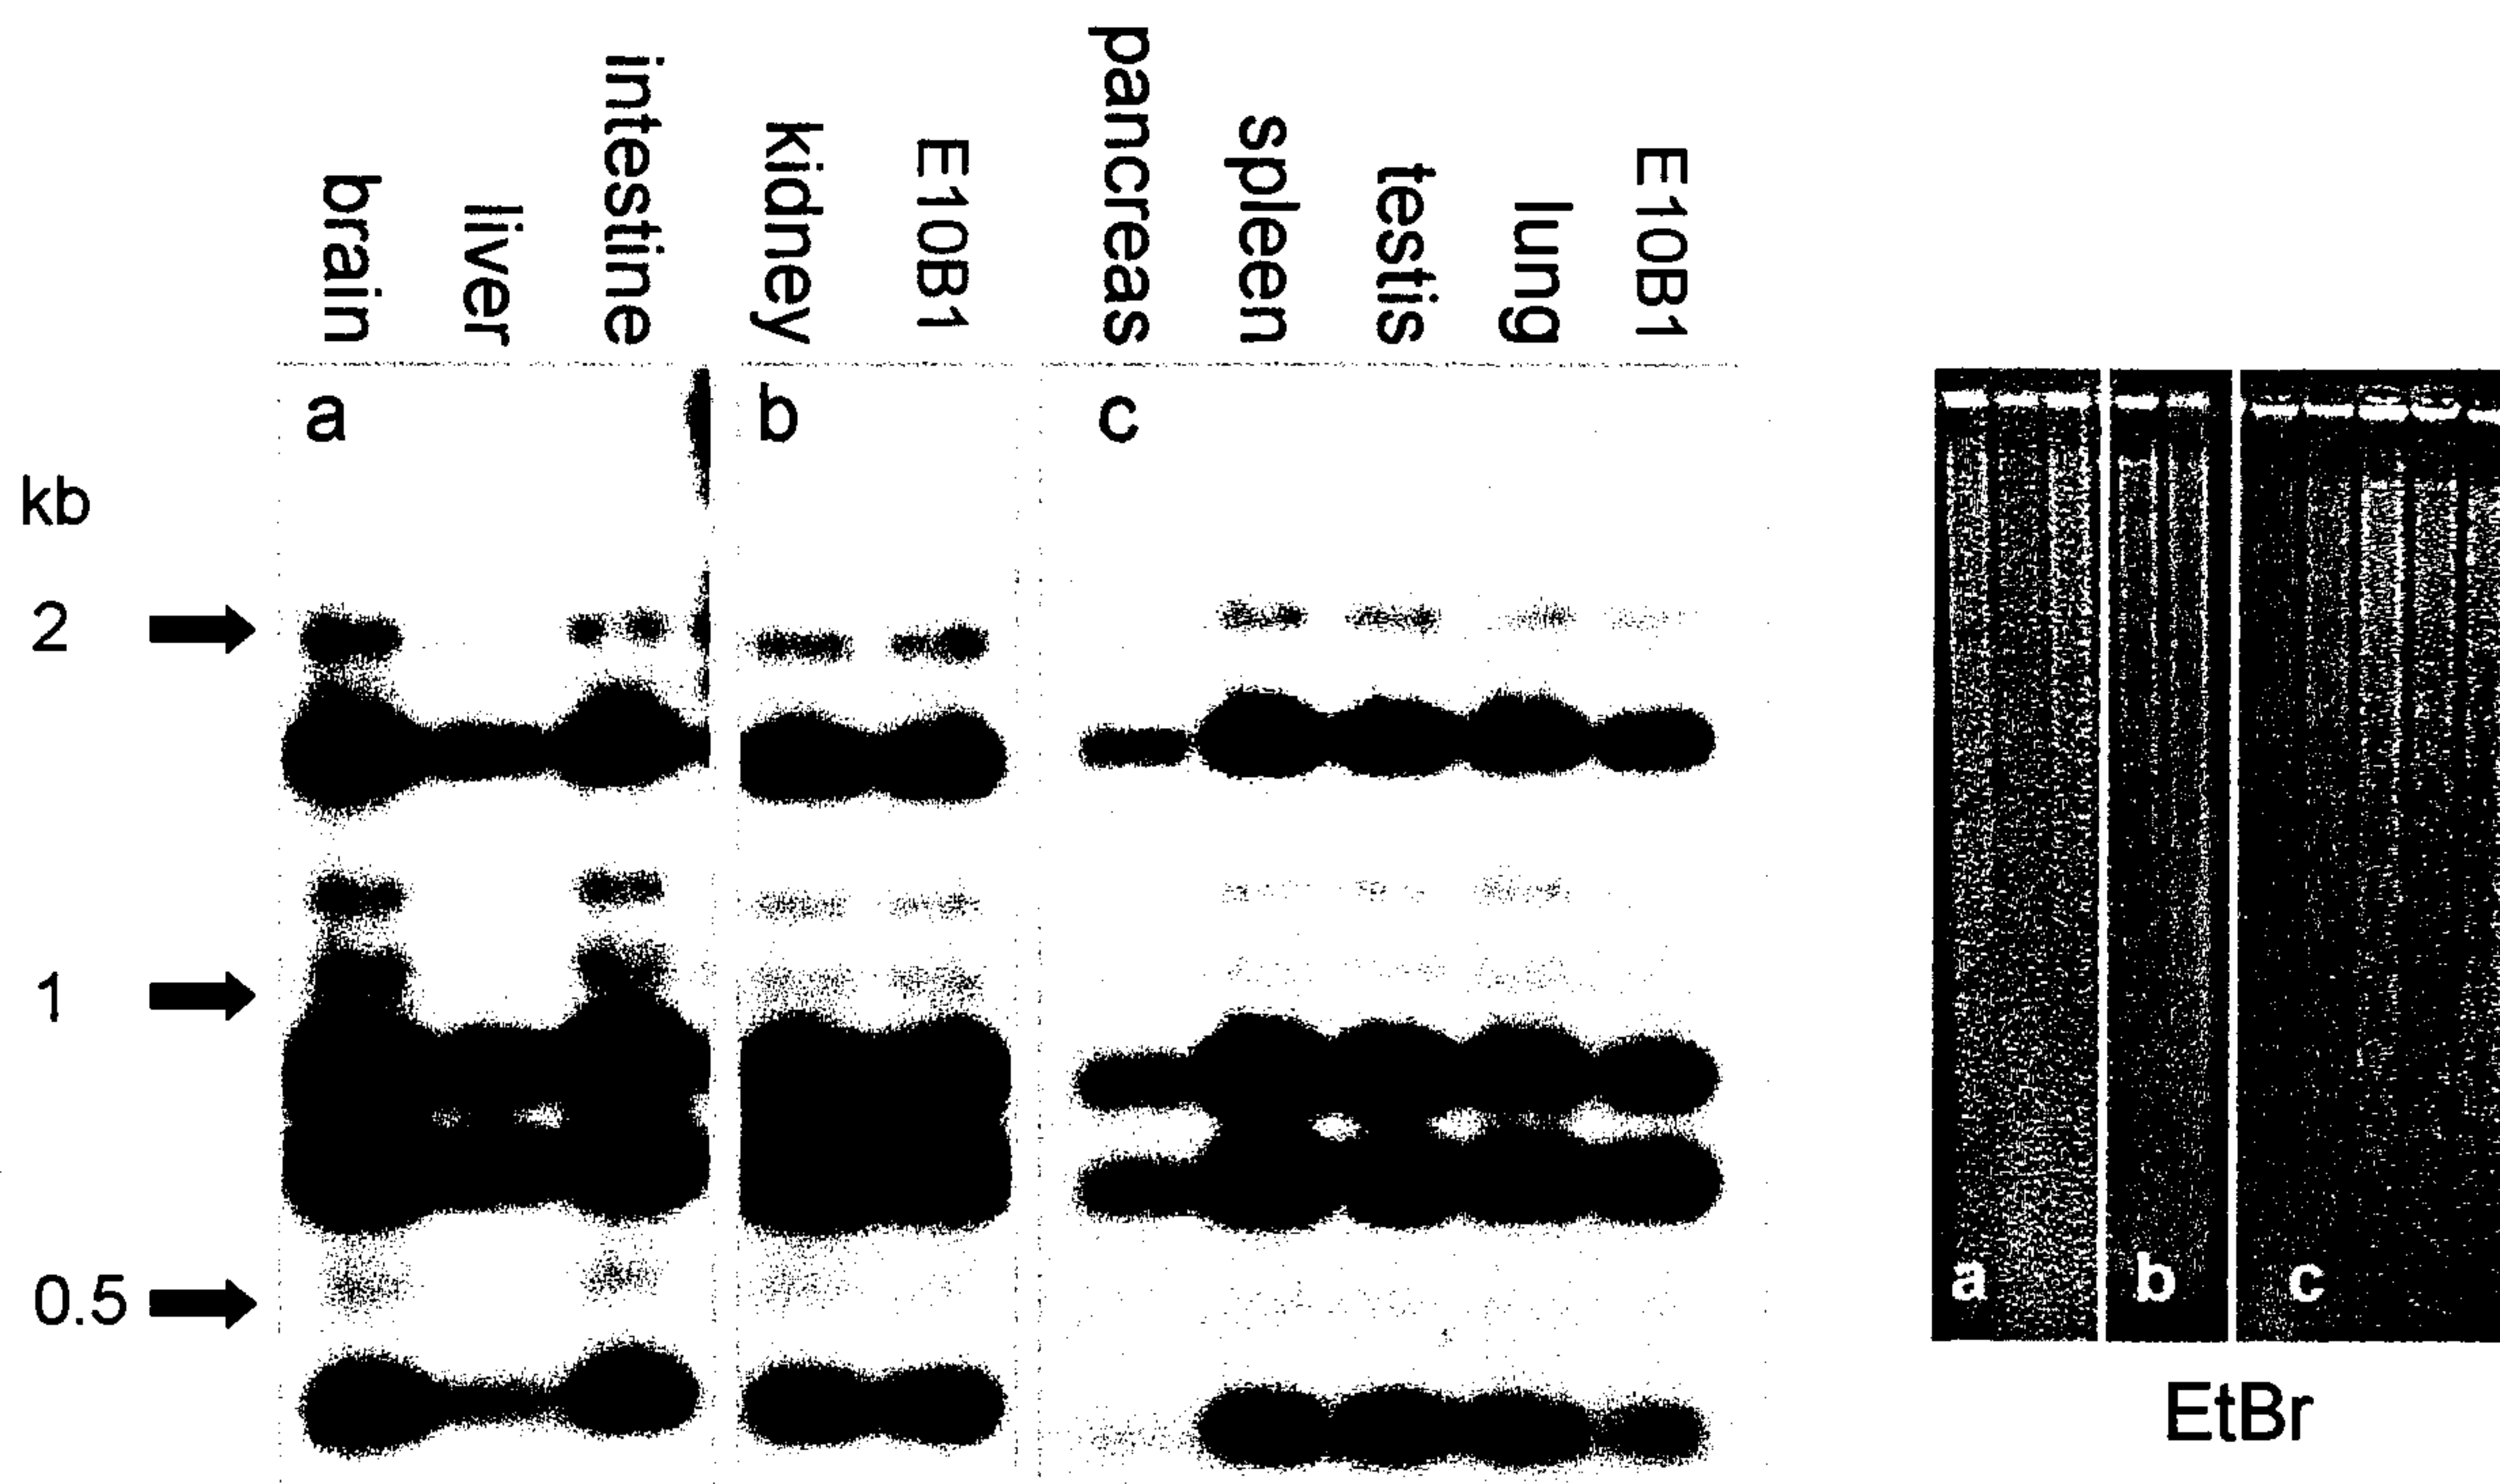 brain
liver
intestine
kidney
E10B1
pancreas
spleen
testis
lung
E10B1
a
b
c
kb
2
1
0.5
a
b
c
EtBr